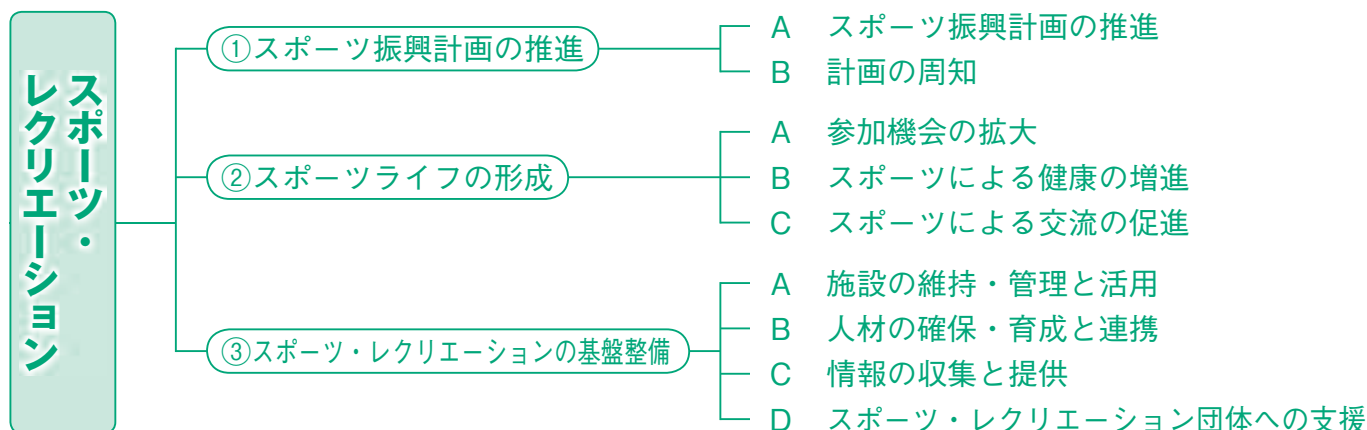 スポーツ・
レクリエーション
①スポーツ振興計画の推進
A スポーツ振興計画の推進
B 計画の周知
②スポーツライフの形成
A 参加機会の拡大
B スポーツによる健康の増進
C スポーツによる交流の促進
③スポーツ・レクリエーションの基盤整備
A 施設の維持・管理と活用
B 人材の確保・育成と連携
C 情報の収集と提供
D スポーツ・レクリエーション団体への支援